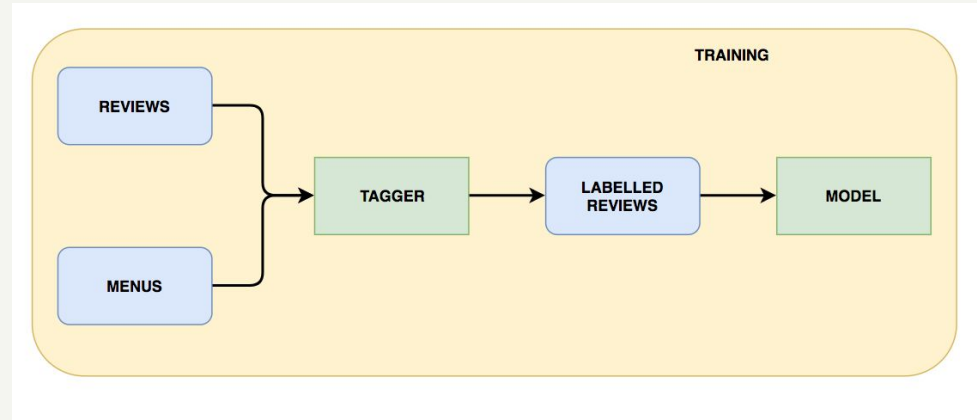 TRAINING
REVIEWS
TAGGER
LABELLED
REVIEWS
MODEL
MENUS